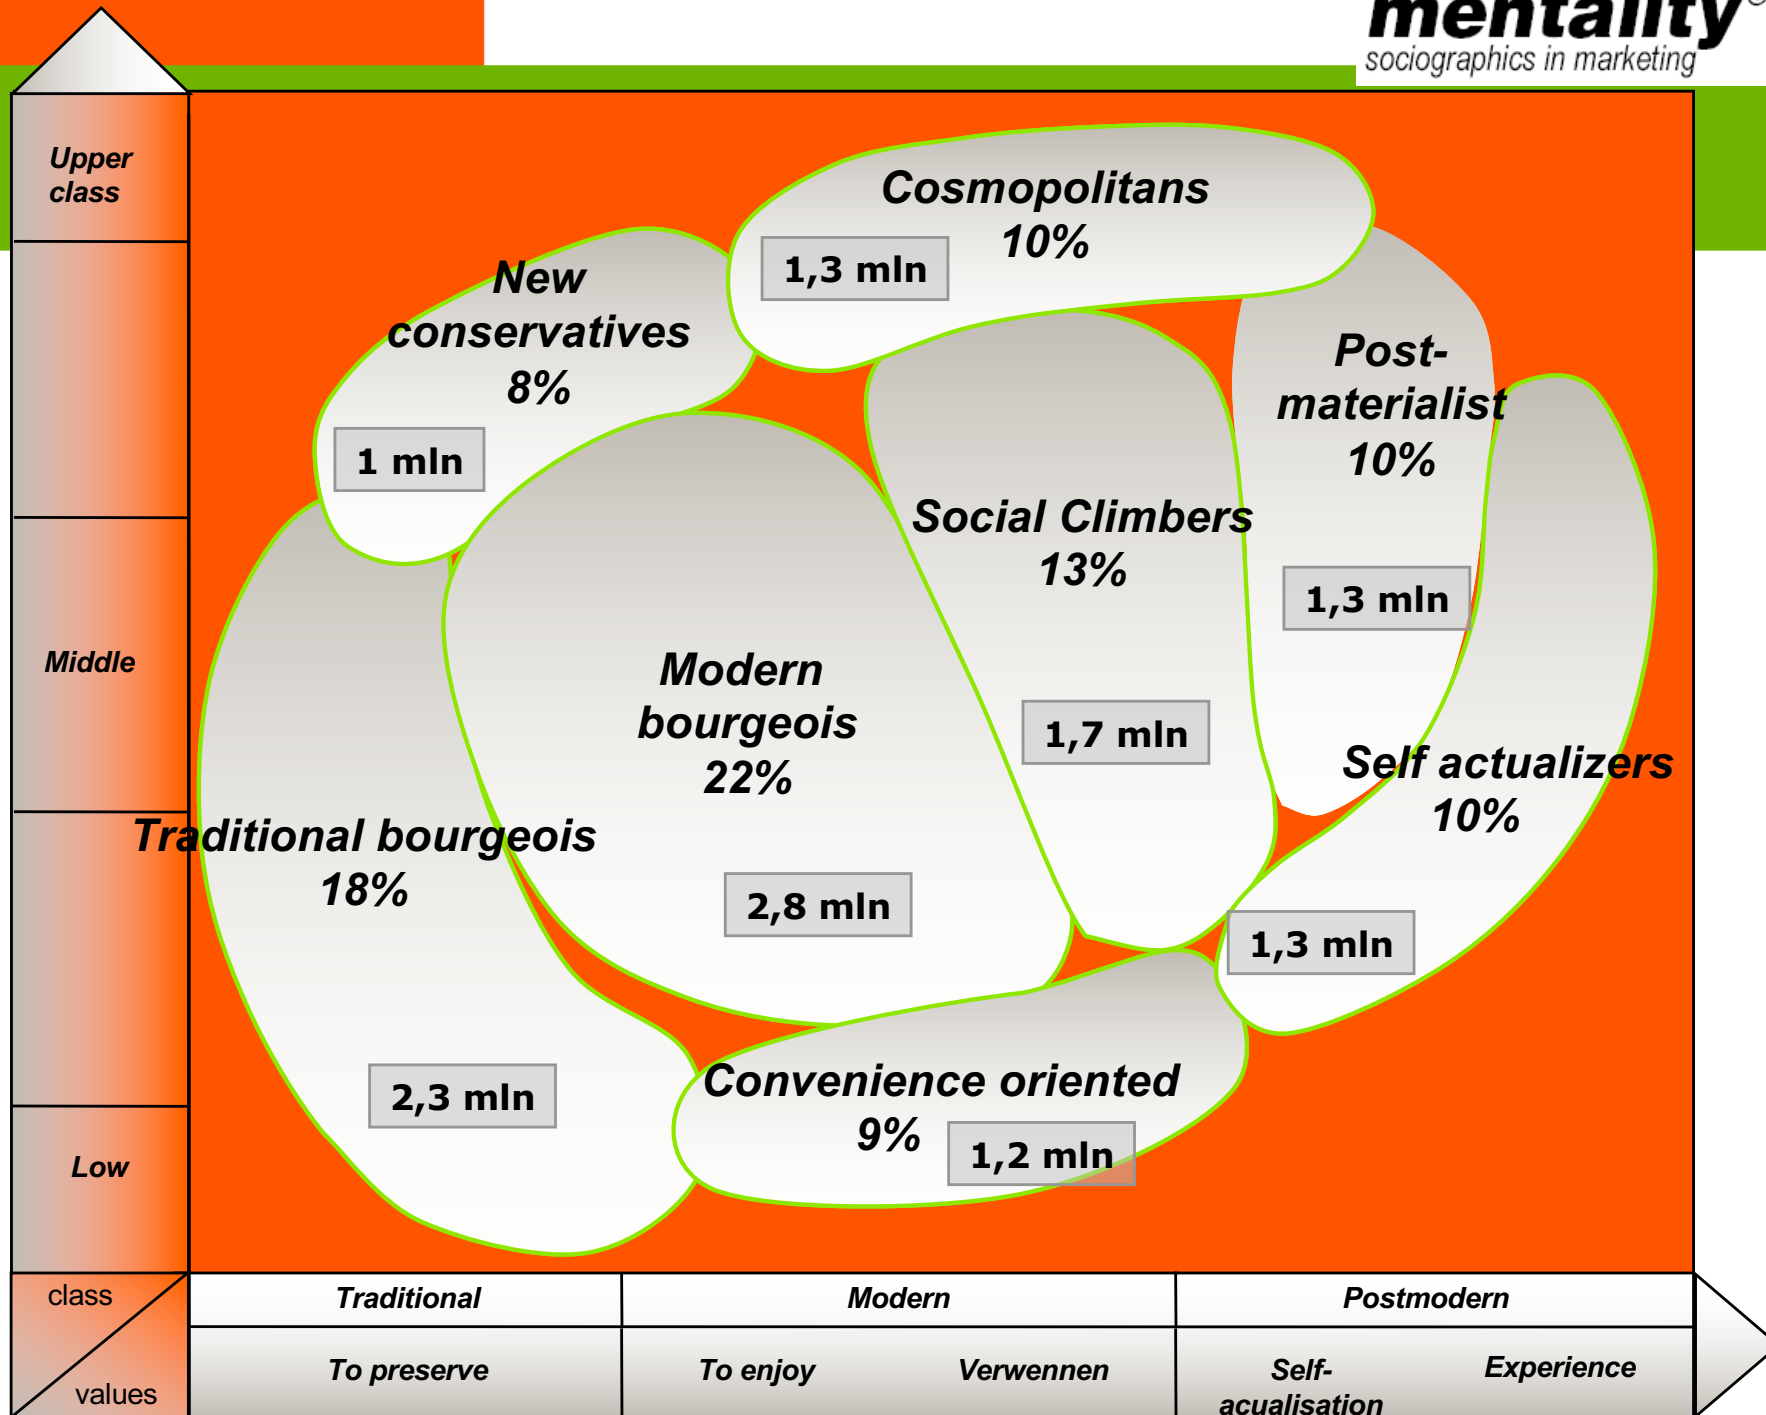 mentality®
sociographics in marketing
Upper
class
Cosmopolitans
10%
1,3 mln
New
conservatives
8%
1 mln
Post-
materialist
10%
1,3 mln
Social Climbers
13%
1,7 mln
Middle
Modern
bourgeois
22%
2,8 mln
Self actualizers
10%
1,3 mln
Traditional bourgeois
18%
2,3 mln
Convenience oriented
9%
1,2 mln
Low
class
values
Traditional
Modern
Postmodern
To preserve
To enjoy
Verwennen
Self-
acualisation
Experience